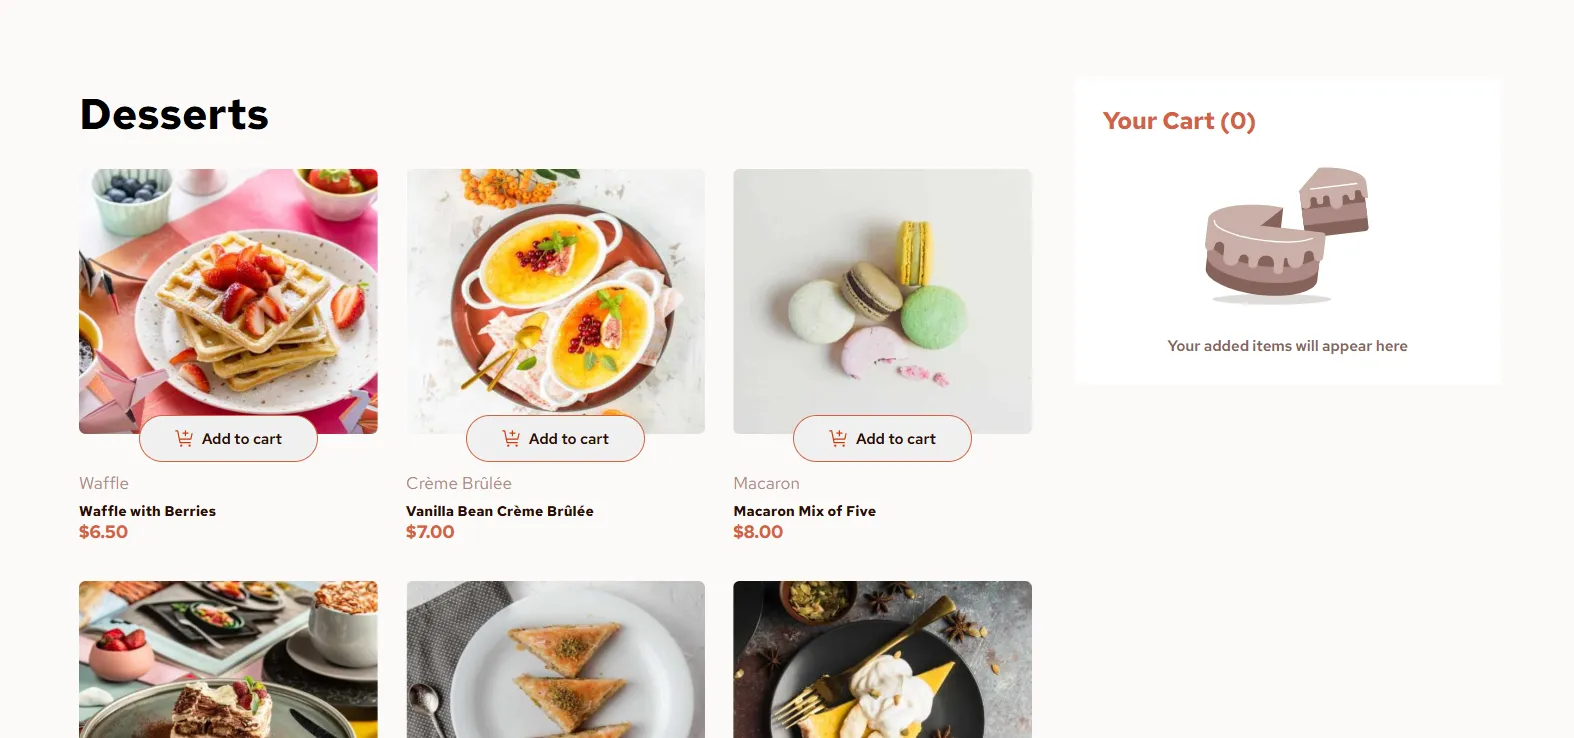 Desserts
Add to cart
Waffle
Waffle with Berries
$6.50
Add to cart
Crème Brûlée
Vanilla Bean Crème Brûlée
$7.00
Add to cart
Macaron
Macaron Mix of Five
$8.00
Your Cart (0)
Your added items will appear here